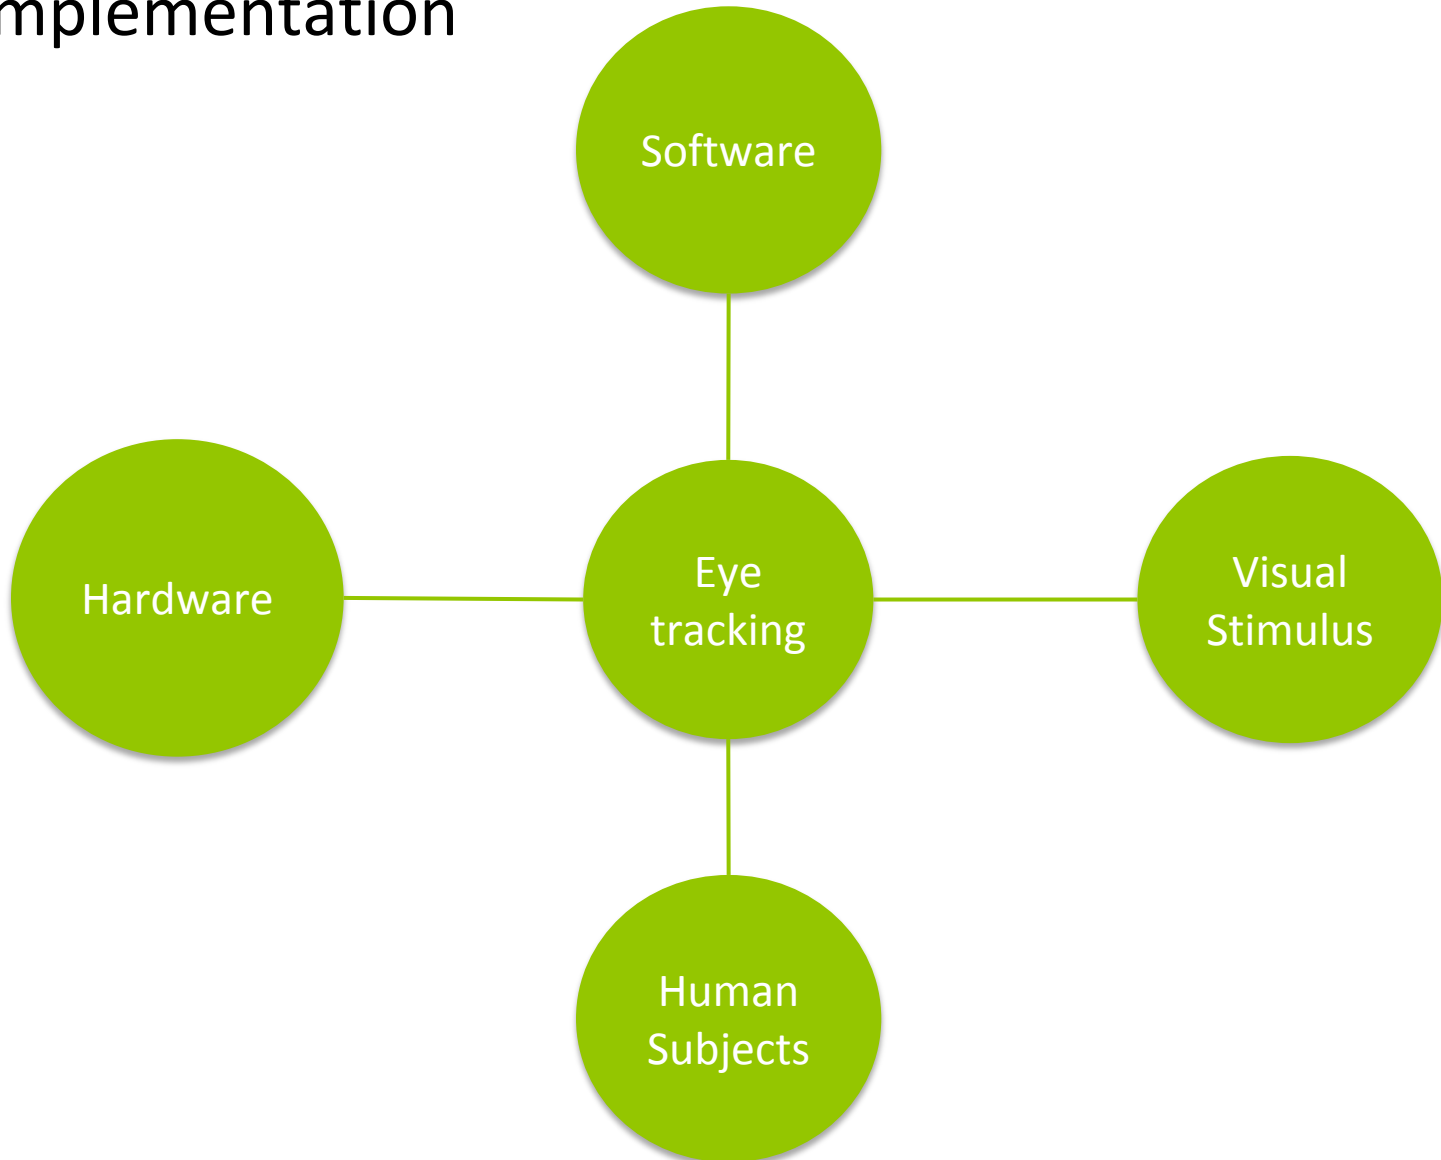 mplementation
Software
Hardware
Eye
tracking
Visual
Stimulus
Human
Subjects